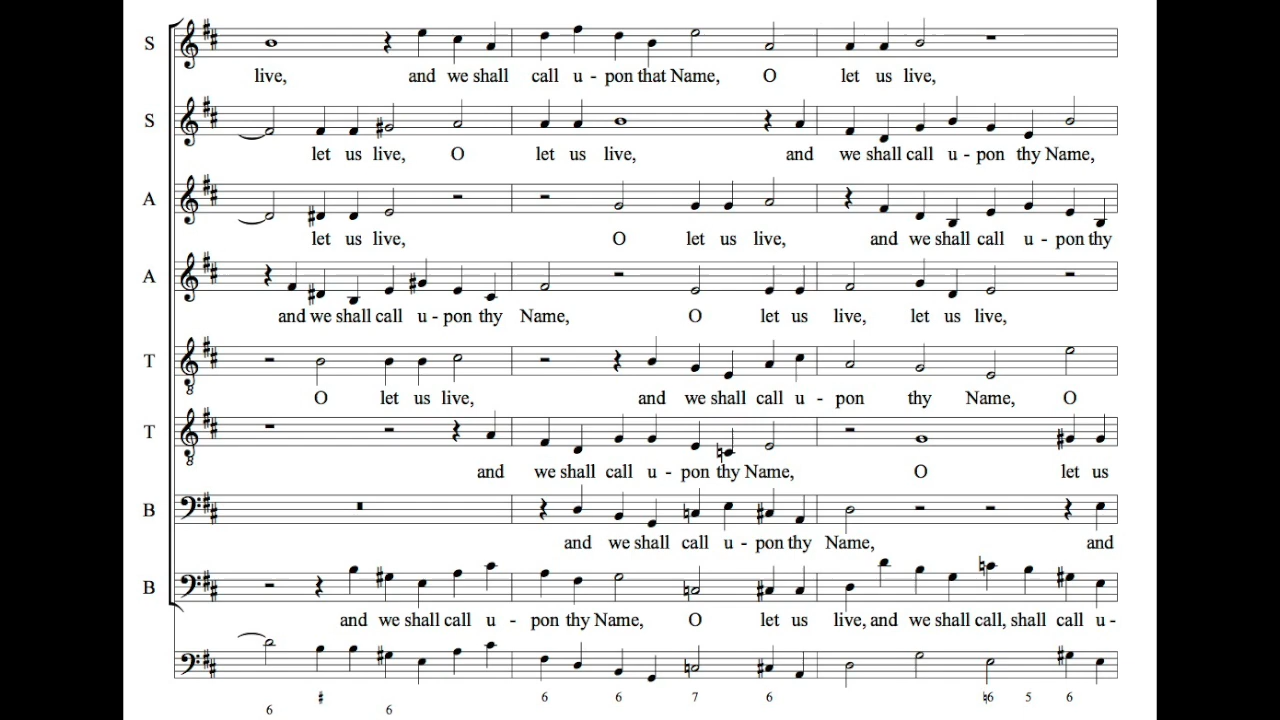 S
live, and we shall call u - pon that Name, O let us live,
S
let us live, O let us live, and we shall call u - pon thy Name,
A
let us live, O let us live, and we shall call u - pon thy
A
and we shall call u - pon thy Name, O let us live, let us live,
T
O let us live, and we shall call u - pon thy Name, O
T
and we shall call u - pon thy Name, O let us
B
and we shall call u - pon thy Name, and
B
and we shall call u - pon thy Name, O let us live, and we shall call, shall call u -
6 ♯ 6 6 6 7 6 ♮6 5 6